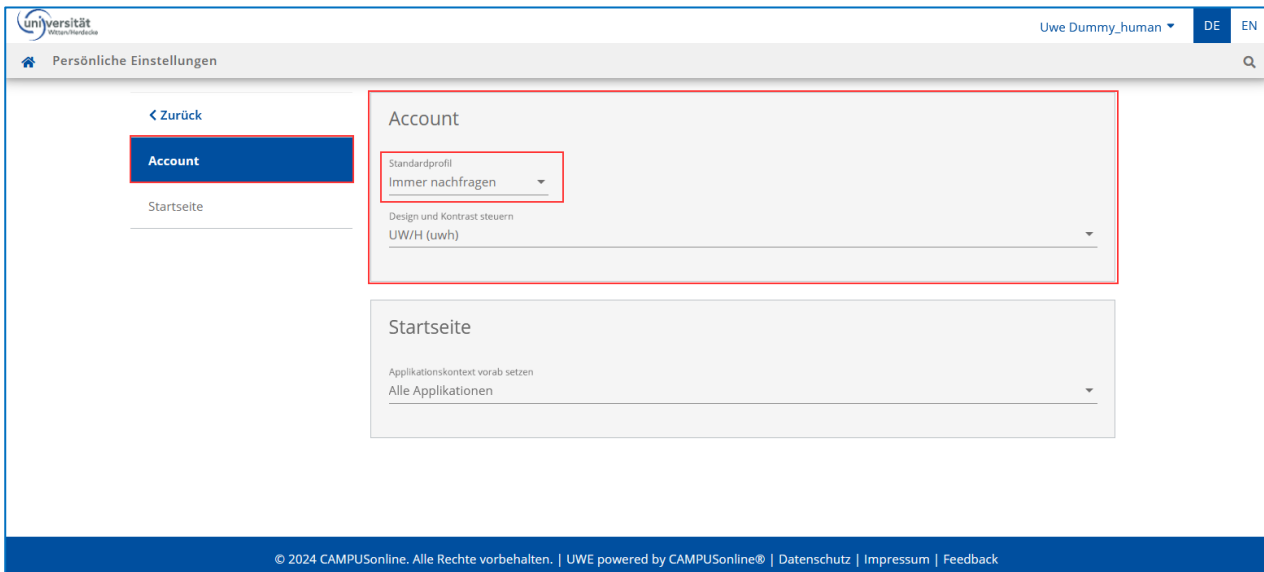 uni versität
Witten/Herdecke
Uwe Dummy_human
DE EN
Persönliche Einstellungen
Zurück
Account
Startseite
Account
Standardprofil
Immer nachfragen
Design und Kontrast steuern
UW/H (uwh)
Startseite
Applikationskontext vorab setzen
Alle Applikationen
© 2024 CAMPUSonline. Alle Rechte vorbehalten. | UWE powered by CAMPUSonline® | Datenschutz | Impressum | Feedback